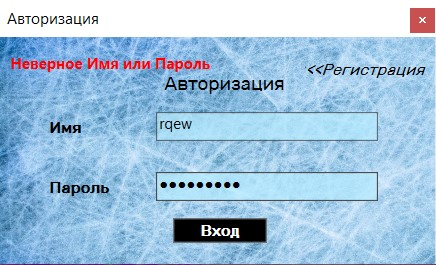 Авторизация
Неверное Имя или Пароль
<<Регистрация
Авторизация
Имя
rqew
Пароль
●●●●●●●●●
Вход